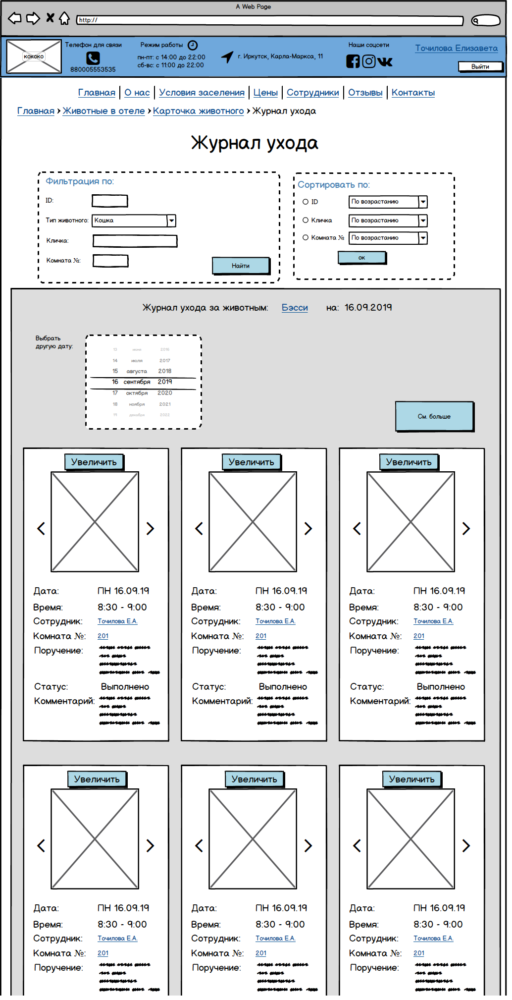 A Web Page
http://
кококо
Телефон для связи
880005553535
Режим работы
пн-пт: с 14:00 до 22:00
сб-вс: с 11:00 до 22:00
г. Иркутск, Карла-Маркса, 11
Наши соцсети
Точилова Елизавета
Выйти
Главная | О нас | Условия заселения | Цены | Сотрудники | Отзывы | Контакты
Главная › Животные в отеле › Карточка животного › Журнал ухода
Журнал ухода
Фильтрация по:
ID:
Тип животного: Кошка
Кличка:
Комната №:
Найти
Сортировать по:
ID По возрастанию
Кличка По возрастанию
Комната № По возрастанию
ок
Журнал ухода за животным: Бэсси на: 16.09.2019
Выбрать
другую дату:
13 июня 2016
14 июля 2017
15 августа 2018
16 сентября 2019
17 октября 2020
18 ноября 2021
19 декабря 2022
См. больше
Увеличить Увеличить Увеличить
Дата: ПН 16.09.19 Дата: ПН 16.09.19 Дата: ПН 16.09.19
Время: 8:30 - 9:00 Время: 8:30 - 9:00 Время: 8:30 - 9:00
Сотрудник: Точилова Е.А. Сотрудник: Точилова Е.А. Сотрудник: Точилова Е.А.
Комната №: 201 Комната №: 201 Комната №: 201
Поручение: Поручение: Поручение:
Статус: Выполнено Статус: Выполнено Статус: Выполнено
Комментарий: Комментарий: Комментарий:
Увеличить Увеличить Увеличить
Дата: ПН 16.09.19 Дата: ПН 16.09.19 Дата: ПН 16.09.19
Время: 8:30 - 9:00 Время: 8:30 - 9:00 Время: 8:30 - 9:00
Сотрудник: Точилова Е.А. Сотрудник: Точилова Е.А. Сотрудник: Точилова Е.А.
Комната №: 201 Комната №: 201 Комната №: 201
Поручение: Поручение: Поручение: